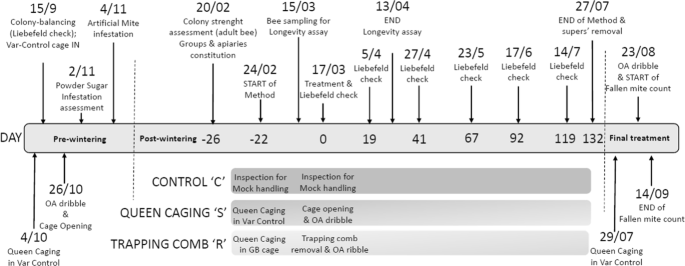 15/9
Colony-balancing
(Liebefeld check);
Var-Control cage IN
4/11
Artificial Mite
infestation
2/11
Powder Sugar
Infestation
assessment
20/02
Colony strenght
assessment (adult bee)
Groups & apiaries
constitution
24/02
START of
Method
15/03
Bee sampling for
Longevity assay
17/03
Treatment &
Liebefeld check
13/04
END
Longevity assay
5/4
Liebefeld
check
27/4
Liebefeld
check
23/5
Liebefeld
check
17/6
Liebefeld
check
14/7
Liebefeld
check
27/07
END of Method &
supers' removal
23/08
OA dribble
& START of
Fallen mite count
DAY
Pre-wintering
Post-wintering
-26
-22
0
19
41
67
92
119
132
Final treatment
26/10
OA dribble
&
Cage Opening
4/10
Queen Caging
in Var Control
CONTROL 'C'
Inspection for
Mock handling
Inspection for
Mock handling
QUEEN CAGING 'S'
Queen Caging
in Var Control
Cage opening
& OA dribble
TRAPPING COMB 'R'
Queen Caging
in GB cage
Trapping comb
removal & OA ribble
14/09
END of
Fallen mite count
29/07
Queen Caging
in Var Control